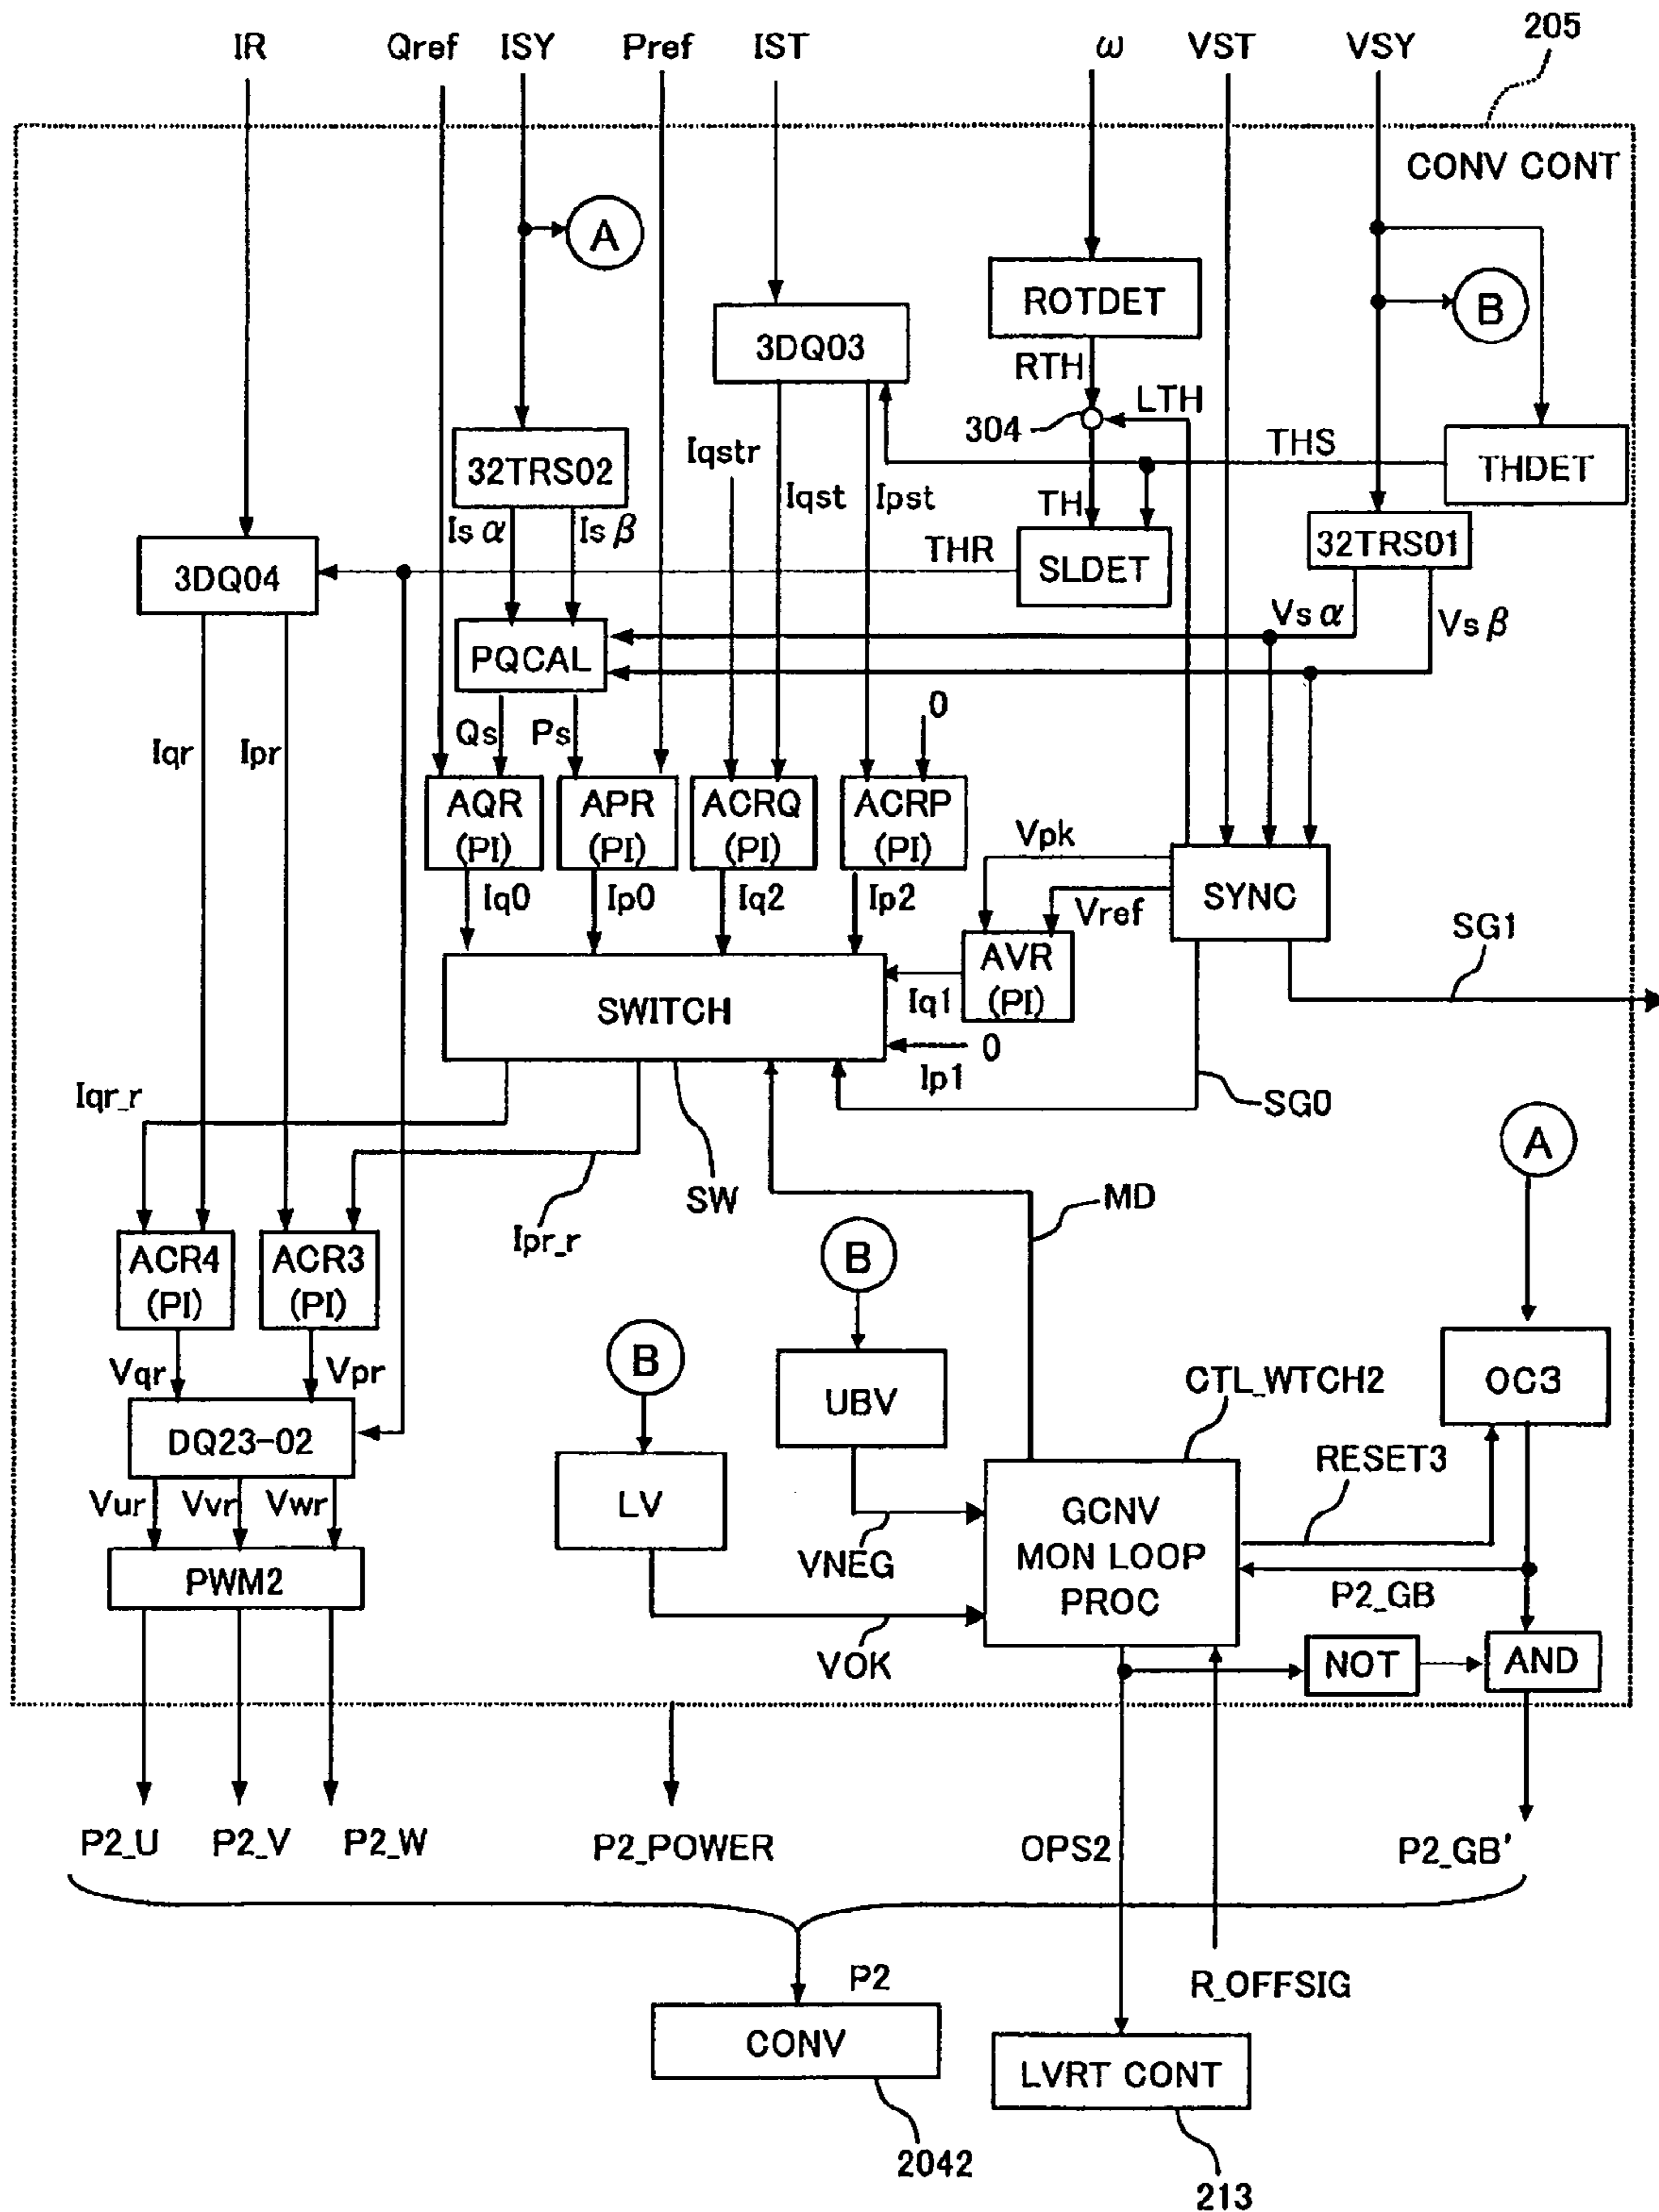 205
IR Qref ISY Pref IST ω VST VSY
CONV CONT
A
ROTDET
B
3DQ03
RTH
LTH
304
THS
THDET
32TRS02
Iqstr
Iqst
Ipst
TH
Isα
Isβ
THR
SLDET
32TRS01
3DQ04
Vsα
Vsβ
PQCAL
0
Iqr
Ipr
Qs
Ps
AQR
(PI)
APR
(PI)
ACRQ
(PI)
ACRP
(PI)
Vpk
Iq0
Ip0
Iq2
Ip2
Vref
SYNC
SG1
AVR
(PI)
SWITCH
Iq1
0
Ip1
Iqr_r
SG0
A
SW
MD
Ipr_r
B
ACR4
(PI)
ACR3
(PI)
B
Vqr
Vpr
UBV
CTL_WTCH2
OC3
DQ23-02
RESET3
LV
Vur
Vvr
Vwr
GCNV
MON LOOP
PROC
VNEG
PWM2
P2_GB
VOK
NOT
AND
P2_U
P2_V
P2_W
P2_POWER
OPS2
P2_GB'
P2
R_OFFSIG
CONV
LVRT CONT
2042
213